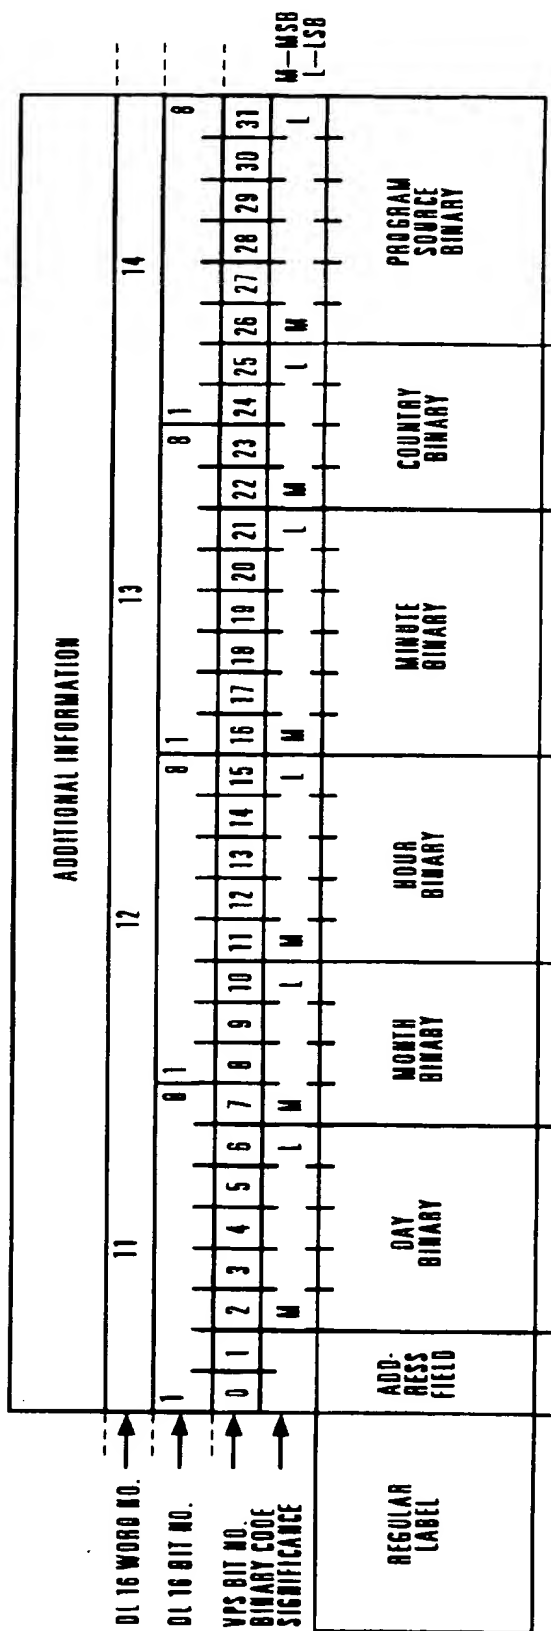 ADDITIONAL INFORMATION
DL 16 WORD NO.
11 12 13 14
DL 16 BIT NO.
1 8 1 8 1 8 1 8
VPS BIT NO.
0 1 2 3 4 5 6 7 8 9 10 11 12 13 14 15 16 17 18 19 20 21 22 23 24 25 26 27 28 29 30 31
BINARY CODE
SIGNIFICANCE
M L M L M L M L M L M L
M—MSB
L—LSB
REGULAR
LABEL
ADD-
RESS
FIELD
DAY
BINARY
MONTH
BINARY
HOUR
BINARY
MINUTE
BINARY
COUNTRY
BINARY
PROGRAM
SOURCE
BINARY